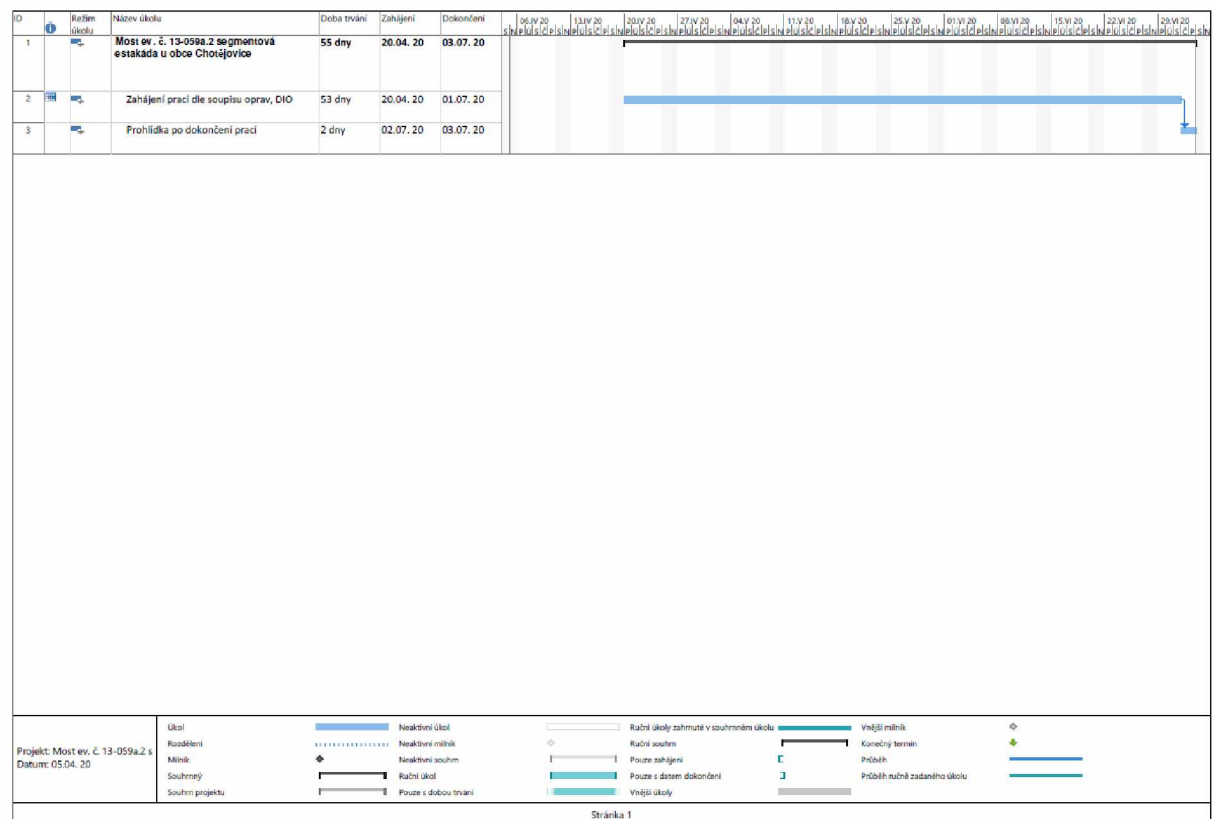 ID Režim úkolu Název úkolu Doba trvání Zahájení Dokončení 06.IV 20 13.IV 20 20.IV 20 27.IV 20 04.V 20 11.V 20 18.V 20 25.V 20 01.VI 20 08.VI 20 15.VI 20 22.VI 20 29.VI 20
S N P Ú S Č P S N P Ú S Č P S N P Ú S Č P S N P Ú S Č P S N P Ú S Č P S N P Ú S Č P S N P Ú S Č P S N P Ú S Č P S N P Ú S Č P S N P Ú S Č P S N P Ú S Č P S N P Ú S Č P S N P Ú S Č P S N
1 Most ev. č. 13-059a.2 segmentová estakáda u obce Chotějovice 55 dny 20.04. 20 03.07. 20
2 Zahájení prací dle soupisu oprav, DIO 53 dny 20.04. 20 01.07. 20
3 Prohlídka po dokončení prací 2 dny 02.07. 20 03.07. 20
Projekt: Most ev. č. 13-059a.2 s
Datum: 05.04. 20
Úkol Neaktivní úkol Ruční úkoly zahrnuté v souhrnném úkolu Vnější milník
Rozdělení Neaktivní milník Ruční souhrn Konečný termín
Milník Neaktivní souhrn Pouze zahájení Průběh
Souhrnný Ruční úkol Pouze s datem dokončení Průběh ručně zadaného úkolu
Souhrn projektu Pouze s dobou trvání Vnější úkoly
Stránka 1